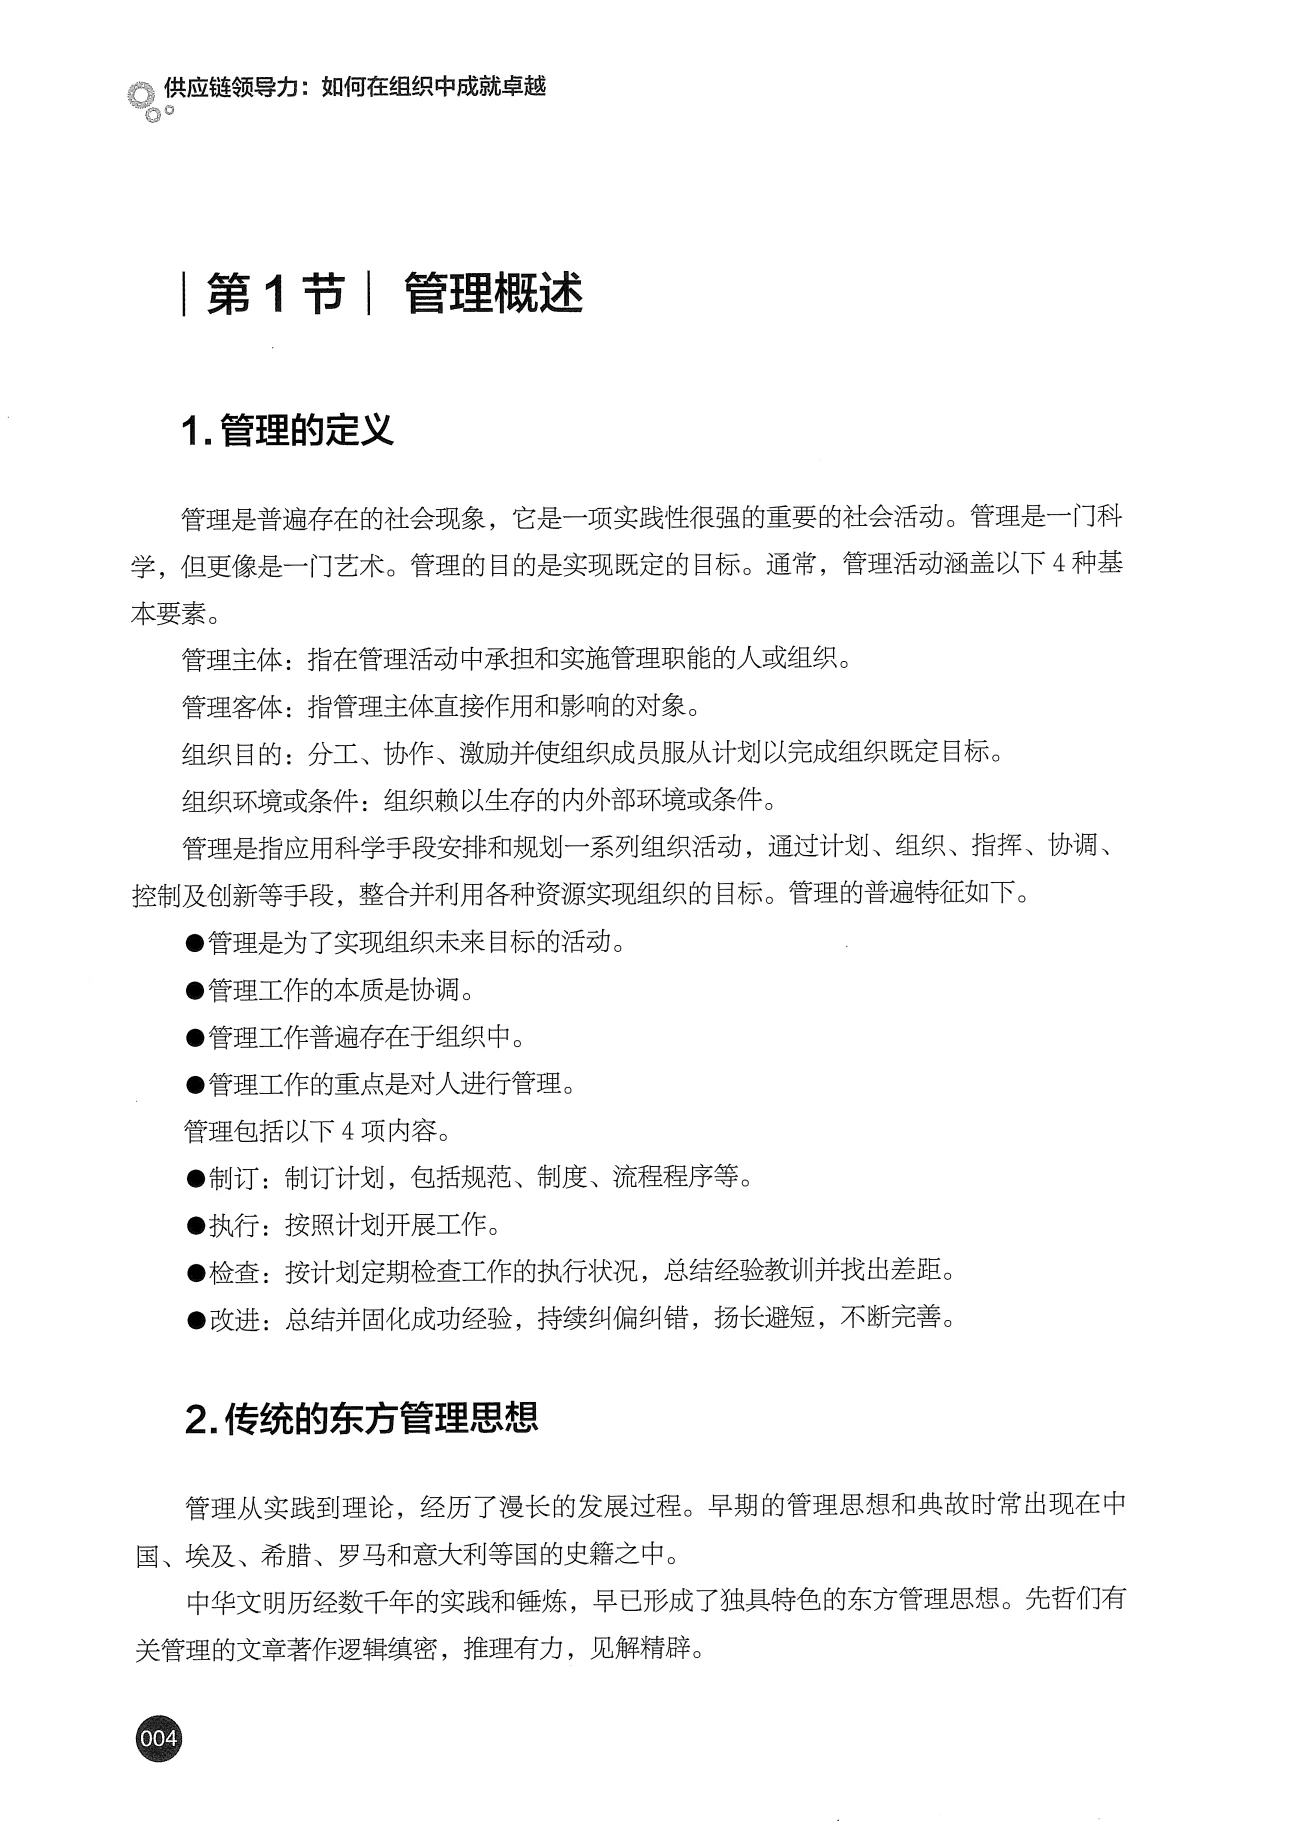 供应链领导力：如何在组织中成就卓越
第 1 节 管理概述
1.管理的定义
管理是普遍存在的社会现象，它是一项实践性很强的重要的社会活动。管理是一门科
学，但更像是一门艺术。管理的目的是实现既定的目标。通常，管理活动涵盖以下 4 种基
本要素。
管理主体：指在管理活动中承担和实施管理职能的人或组织。
管理客体：指管理主体直接作用和影响的对象。
组织目的：分工、协作、激励并使组织成员服从计划以完成组织既定目标。
组织环境或条件：组织赖以生存的内外部环境或条件。
管理是指应用科学手段安排和规划一系列组织活动，通过计划、组织、指挥、协调、
控制及创新等手段，整合并利用各种资源实现组织的目标。管理的普遍特征如下。
●管理是为了实现组织未来目标的活动。
●管理工作的本质是协调。
●管理工作普遍存在于组织中。
●管理工作的重点是对人进行管理。
管理包括以下 4 项内容。
●制订：制订计划，包括规范、制度、流程程序等。
●执行：按照计划开展工作。
●检查：按计划定期检查工作的执行状况，总结经验教训并找出差距。
●改进：总结并固化成功经验，持续纠偏纠错，扬长避短，不断完善。
2.传统的东方管理思想
管理从实践到理论，经历了漫长的发展过程。早期的管理思想和典故时常出现在中
国、埃及、希腊、罗马和意大利等国的史籍之中。
中华文明历经数千年的实践和锤炼，早已形成了独具特色的东方管理思想。先哲们有
关管理的文章著作逻辑缜密，推理有力，见解精辟。
004